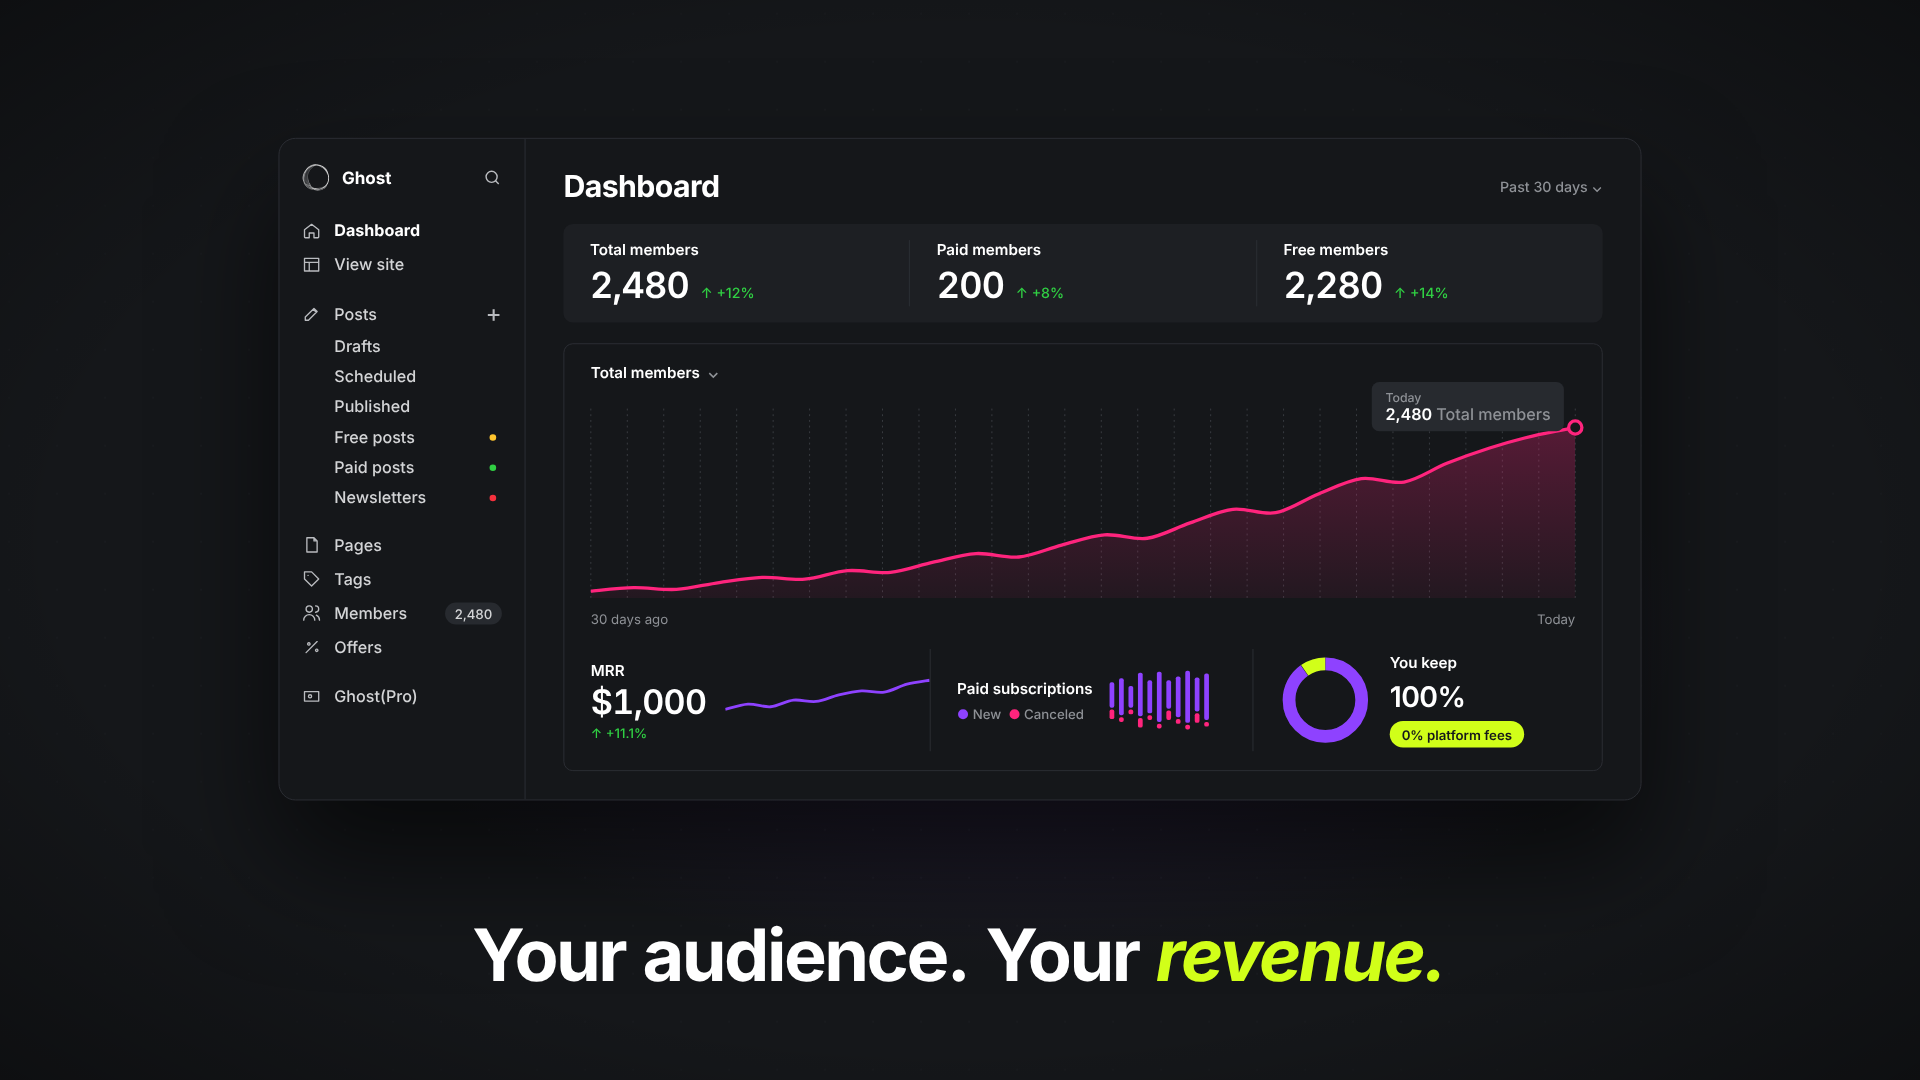 Ghost
Dashboard
View site
Posts
Drafts
Scheduled
Published
Free posts
Paid posts
Newsletters
Pages
Tags
Members 2,480
Offers
Ghost(Pro)
Dashboard
Past 30 days
Total members
2,480 ↑ +12%
Paid members
200 ↑ +8%
Free members
2,280 ↑ +14%
Total members
Today
2,480 Total members
30 days ago
Today
MRR
$1,000
↑ +11.1%
Paid subscriptions
New Canceled
You keep
100%
0% platform fees
Your audience. Your revenue.